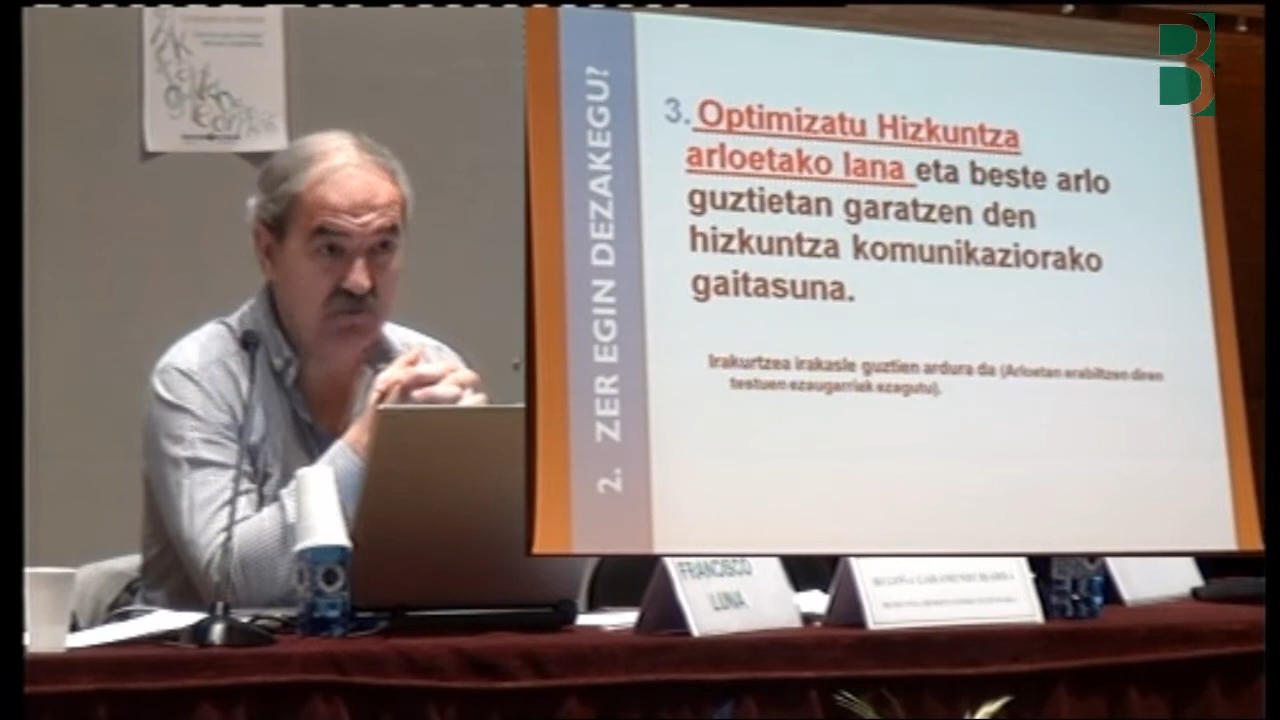 2. ZER EGIN DEZAKEGU?
3. Optimizatu Hizkuntza
arloetako lana eta beste arlo
guztietan garatzen den
hizkuntza komunikaziorako
gaitasuna.
Irakurtzea irakasle guztien ardura da (Arloetan erabiltzen diren
testuen ezaugarriak ezagutu).
FRANCISCO
LUNA
B